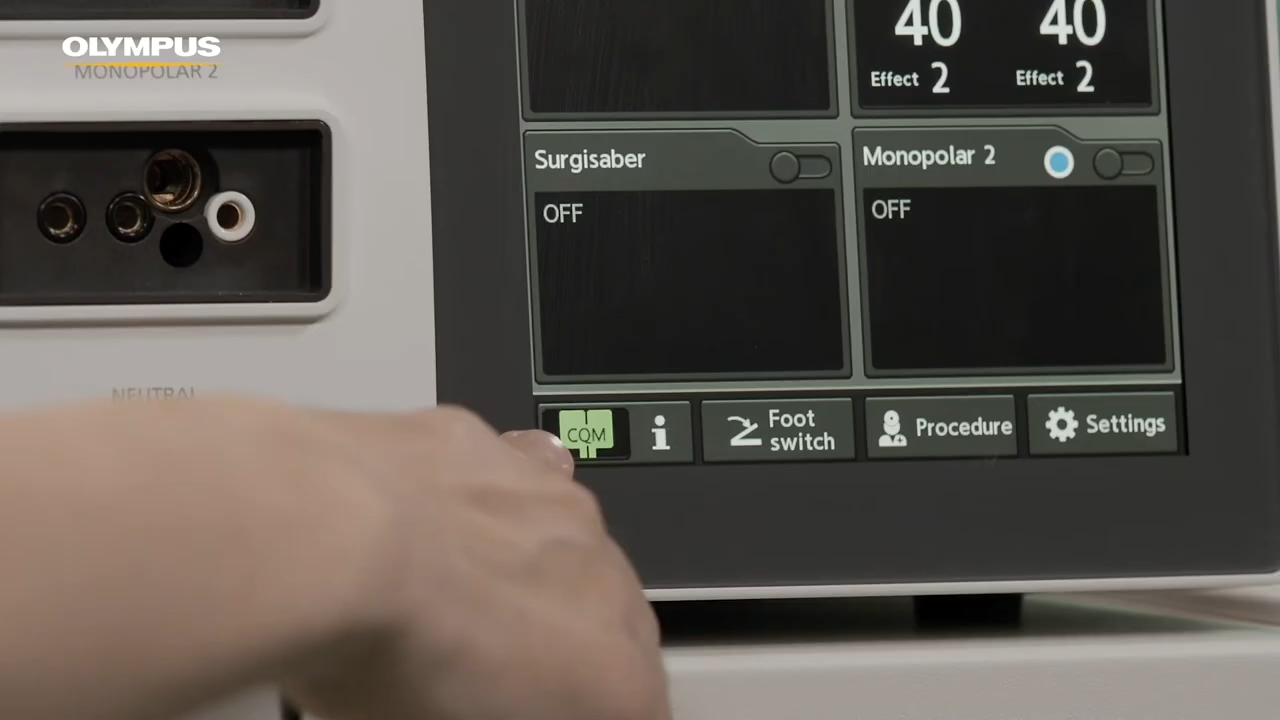 OLYMPUS
MONOPOLAR 2
NEUTRAL
40 40
Effect 2 Effect 2
Surgisaber
OFF
Monopolar 2
OFF
CQM
i
Foot
switch
Procedure
Settings